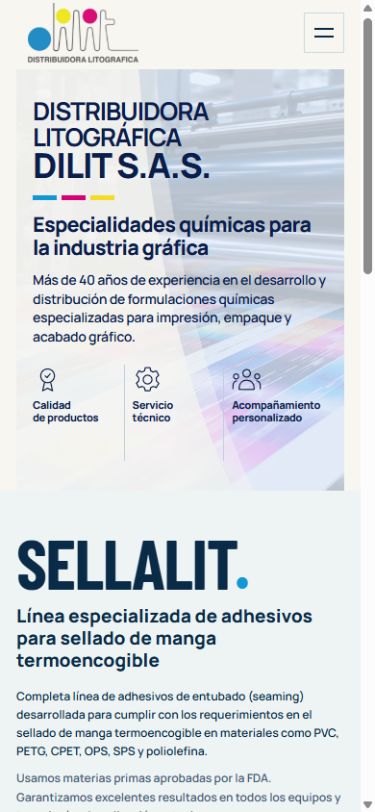 dilit
DISTRIBUIDORA LITOGRAFICA
DISTRIBUIDORA
LITOGRÁFICA
DILIT S.A.S.
Especialidades químicas para
la industria gráfica
Más de 40 años de experiencia en el desarrollo y
distribución de formulaciones químicas
especializadas para impresión, empaque y
acabado gráfico.
Calidad
de productos
Servicio
técnico
Acompañamiento
personalizado
SELLALIT.
Línea especializada de adhesivos
para sellado de manga
termoencogible
Completa línea de adhesivos de entubado (seaming)
desarrollada para cumplir con los requerimientos en el
sellado de manga termoencogible en materiales como PVC,
PETG, CPET, OPS, SPS y poliolefina.
Usamos materias primas aprobadas por la FDA.
Garantizamos excelentes resultados en todos los equipos y